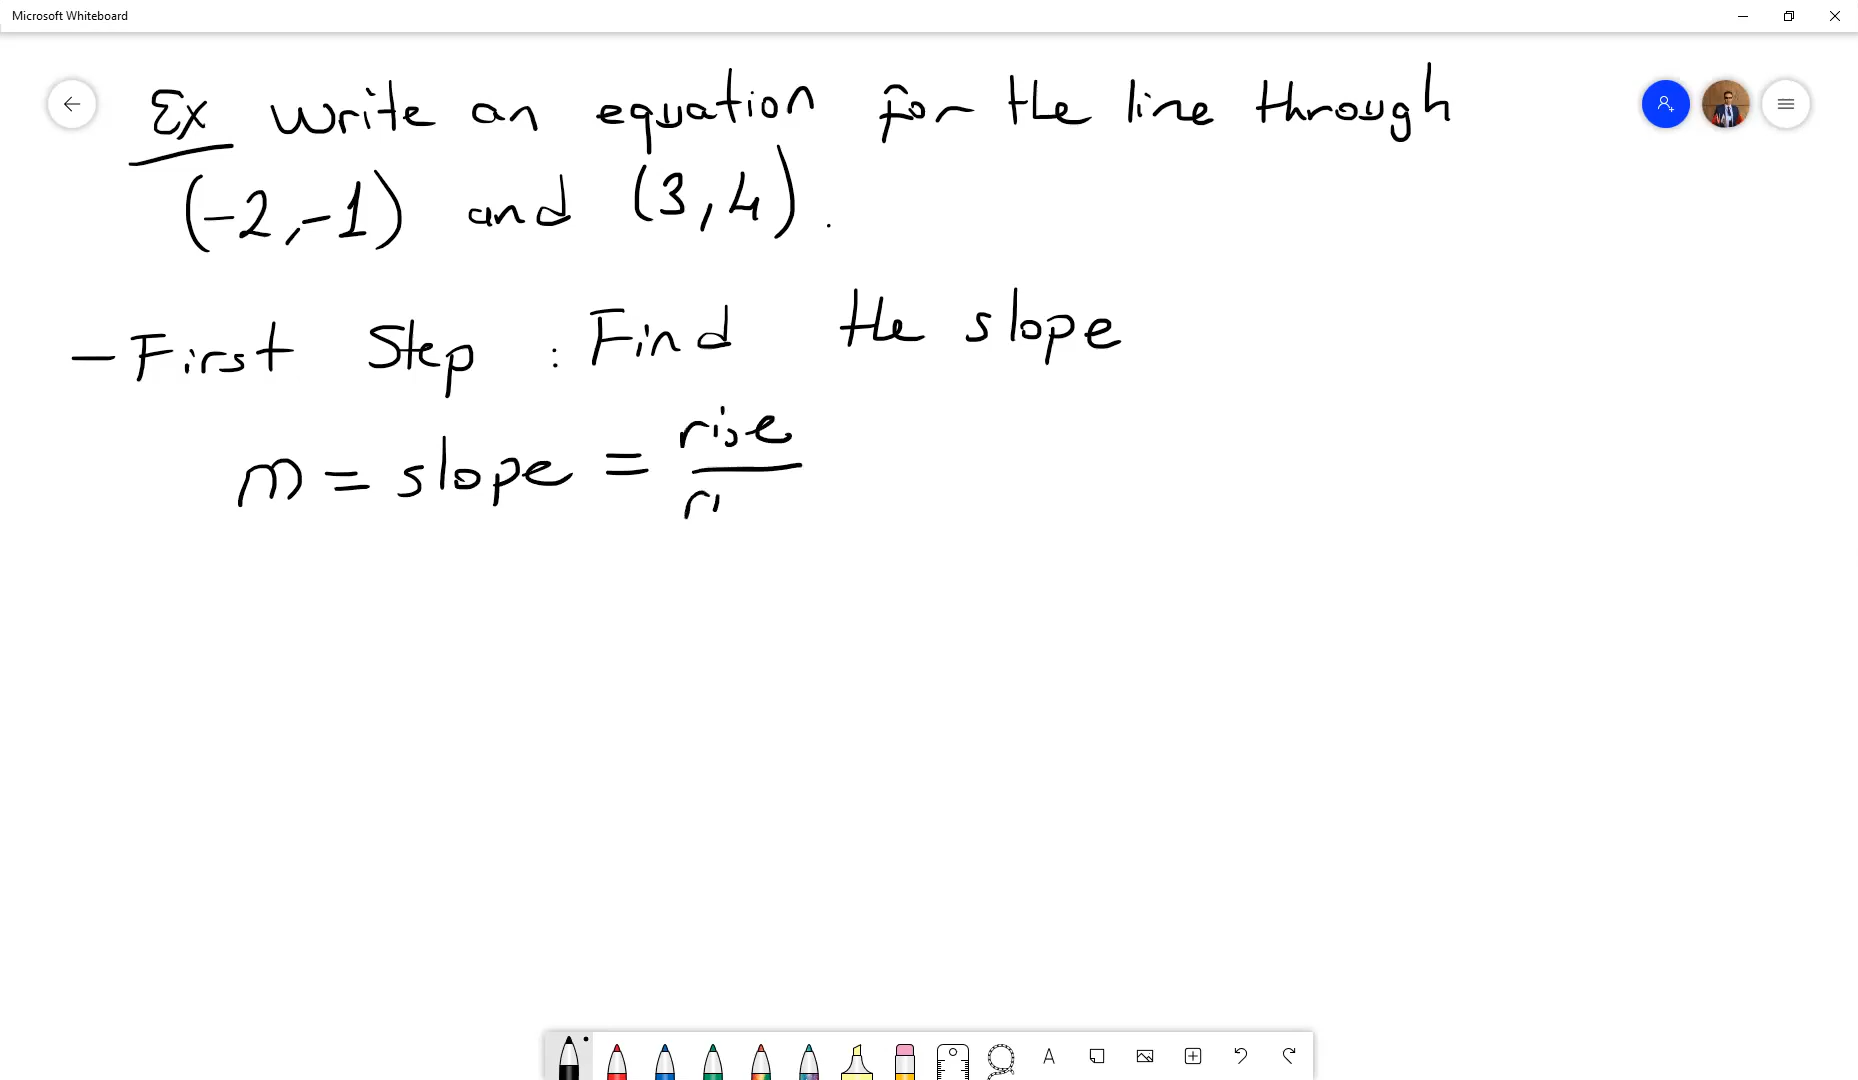 Microsoft Whiteboard
Ex Write an equation for the line through
(-2,-1) and (3,4).
- First Step : Find the slope
m = slope = rise
ri
A